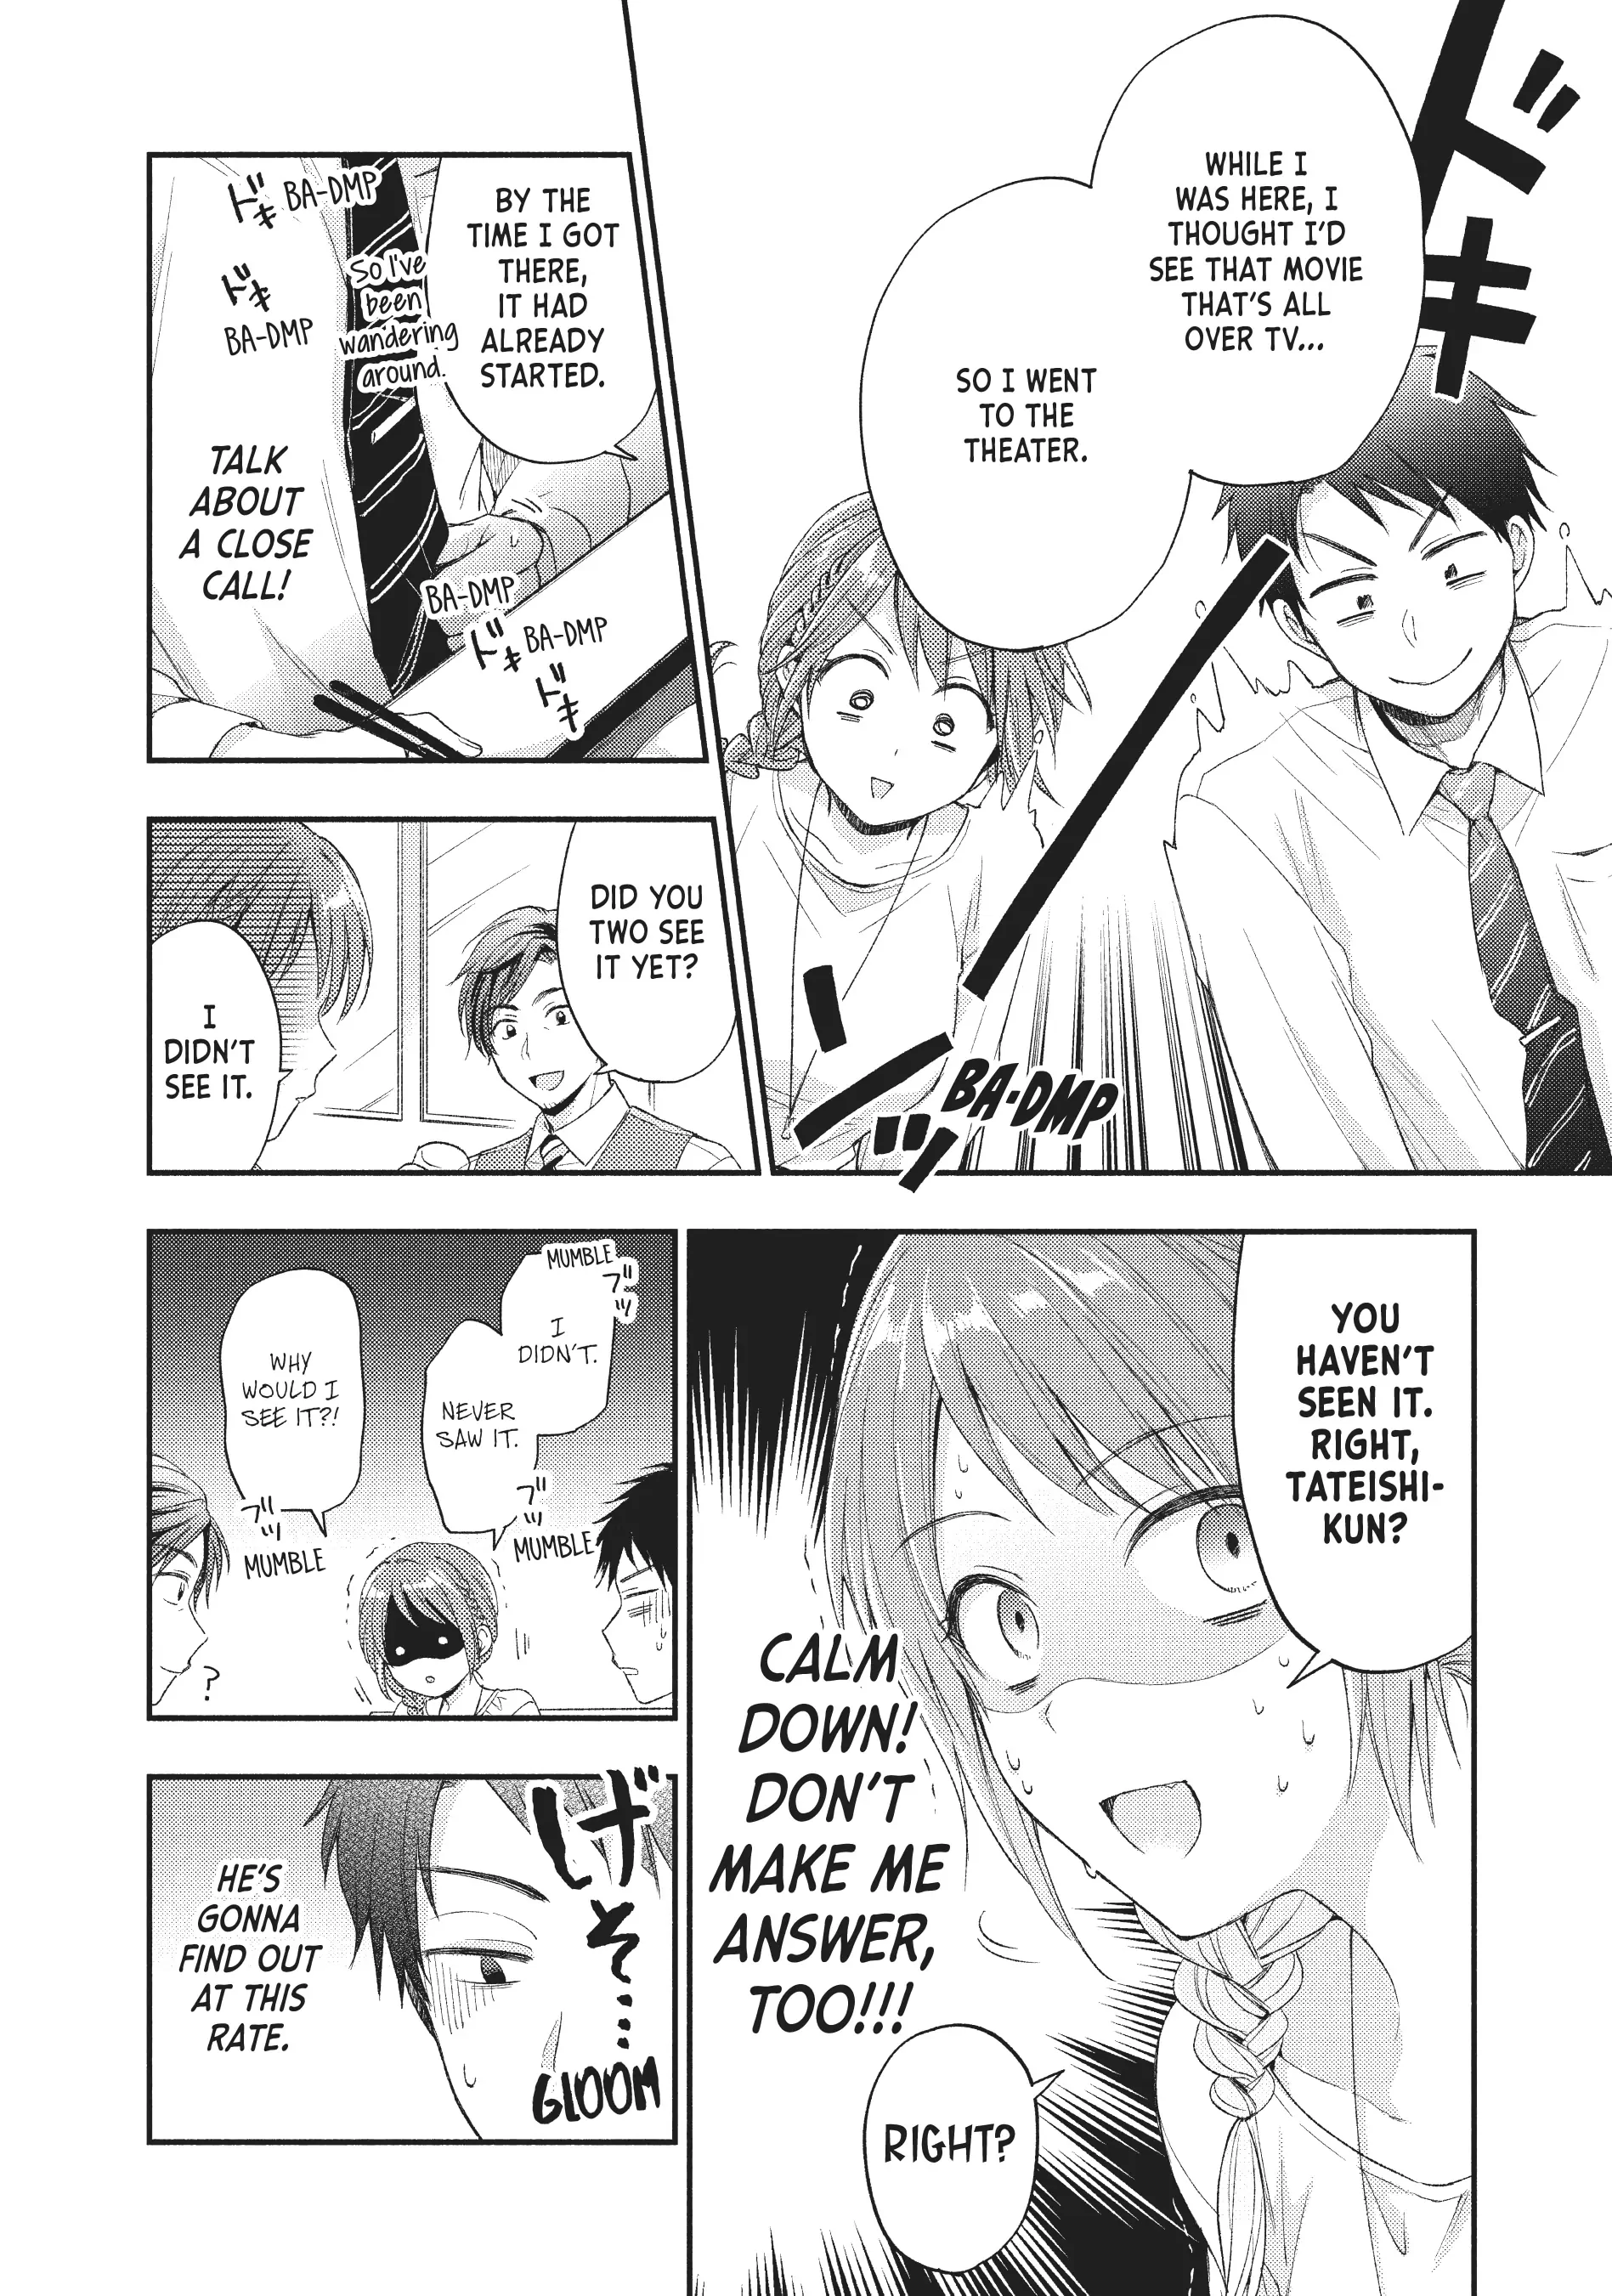 ドキッ
WHILE I
WAS HERE, I
THOUGHT I'D
SEE THAT MOVIE
THAT'S ALL
OVER TV...
SO I WENT
TO THE
THEATER.
BA-DMP
BY THE
TIME I GOT
THERE,
IT HAD
ALREADY
STARTED.
So I've
been
wandering
around.
ドキ
BA-DMP
ドキ
BA-DMP
TALK
ABOUT
A CLOSE
CALL!
BA-DMP
ドキ
BA-DMP
ドキ
DID YOU
TWO SEE
IT YET?
I
DIDN'T
SEE IT.
YOU
HAVEN'T
SEEN IT.
RIGHT,
TATEISHI-
KUN?
CALM
DOWN!
DON'T
MAKE ME
ANSWER,
TOO!!!
RIGHT?
MUMBLE
ブツ
I
DIDN'T.
NEVER
SAW IT.
ブツ
MUMBLE
WHY
WOULD I
SEE IT?!
ブツ
MUMBLE
?
げそ...
GLOOM
HE'S
GONNA
FIND OUT
AT THIS
RATE.